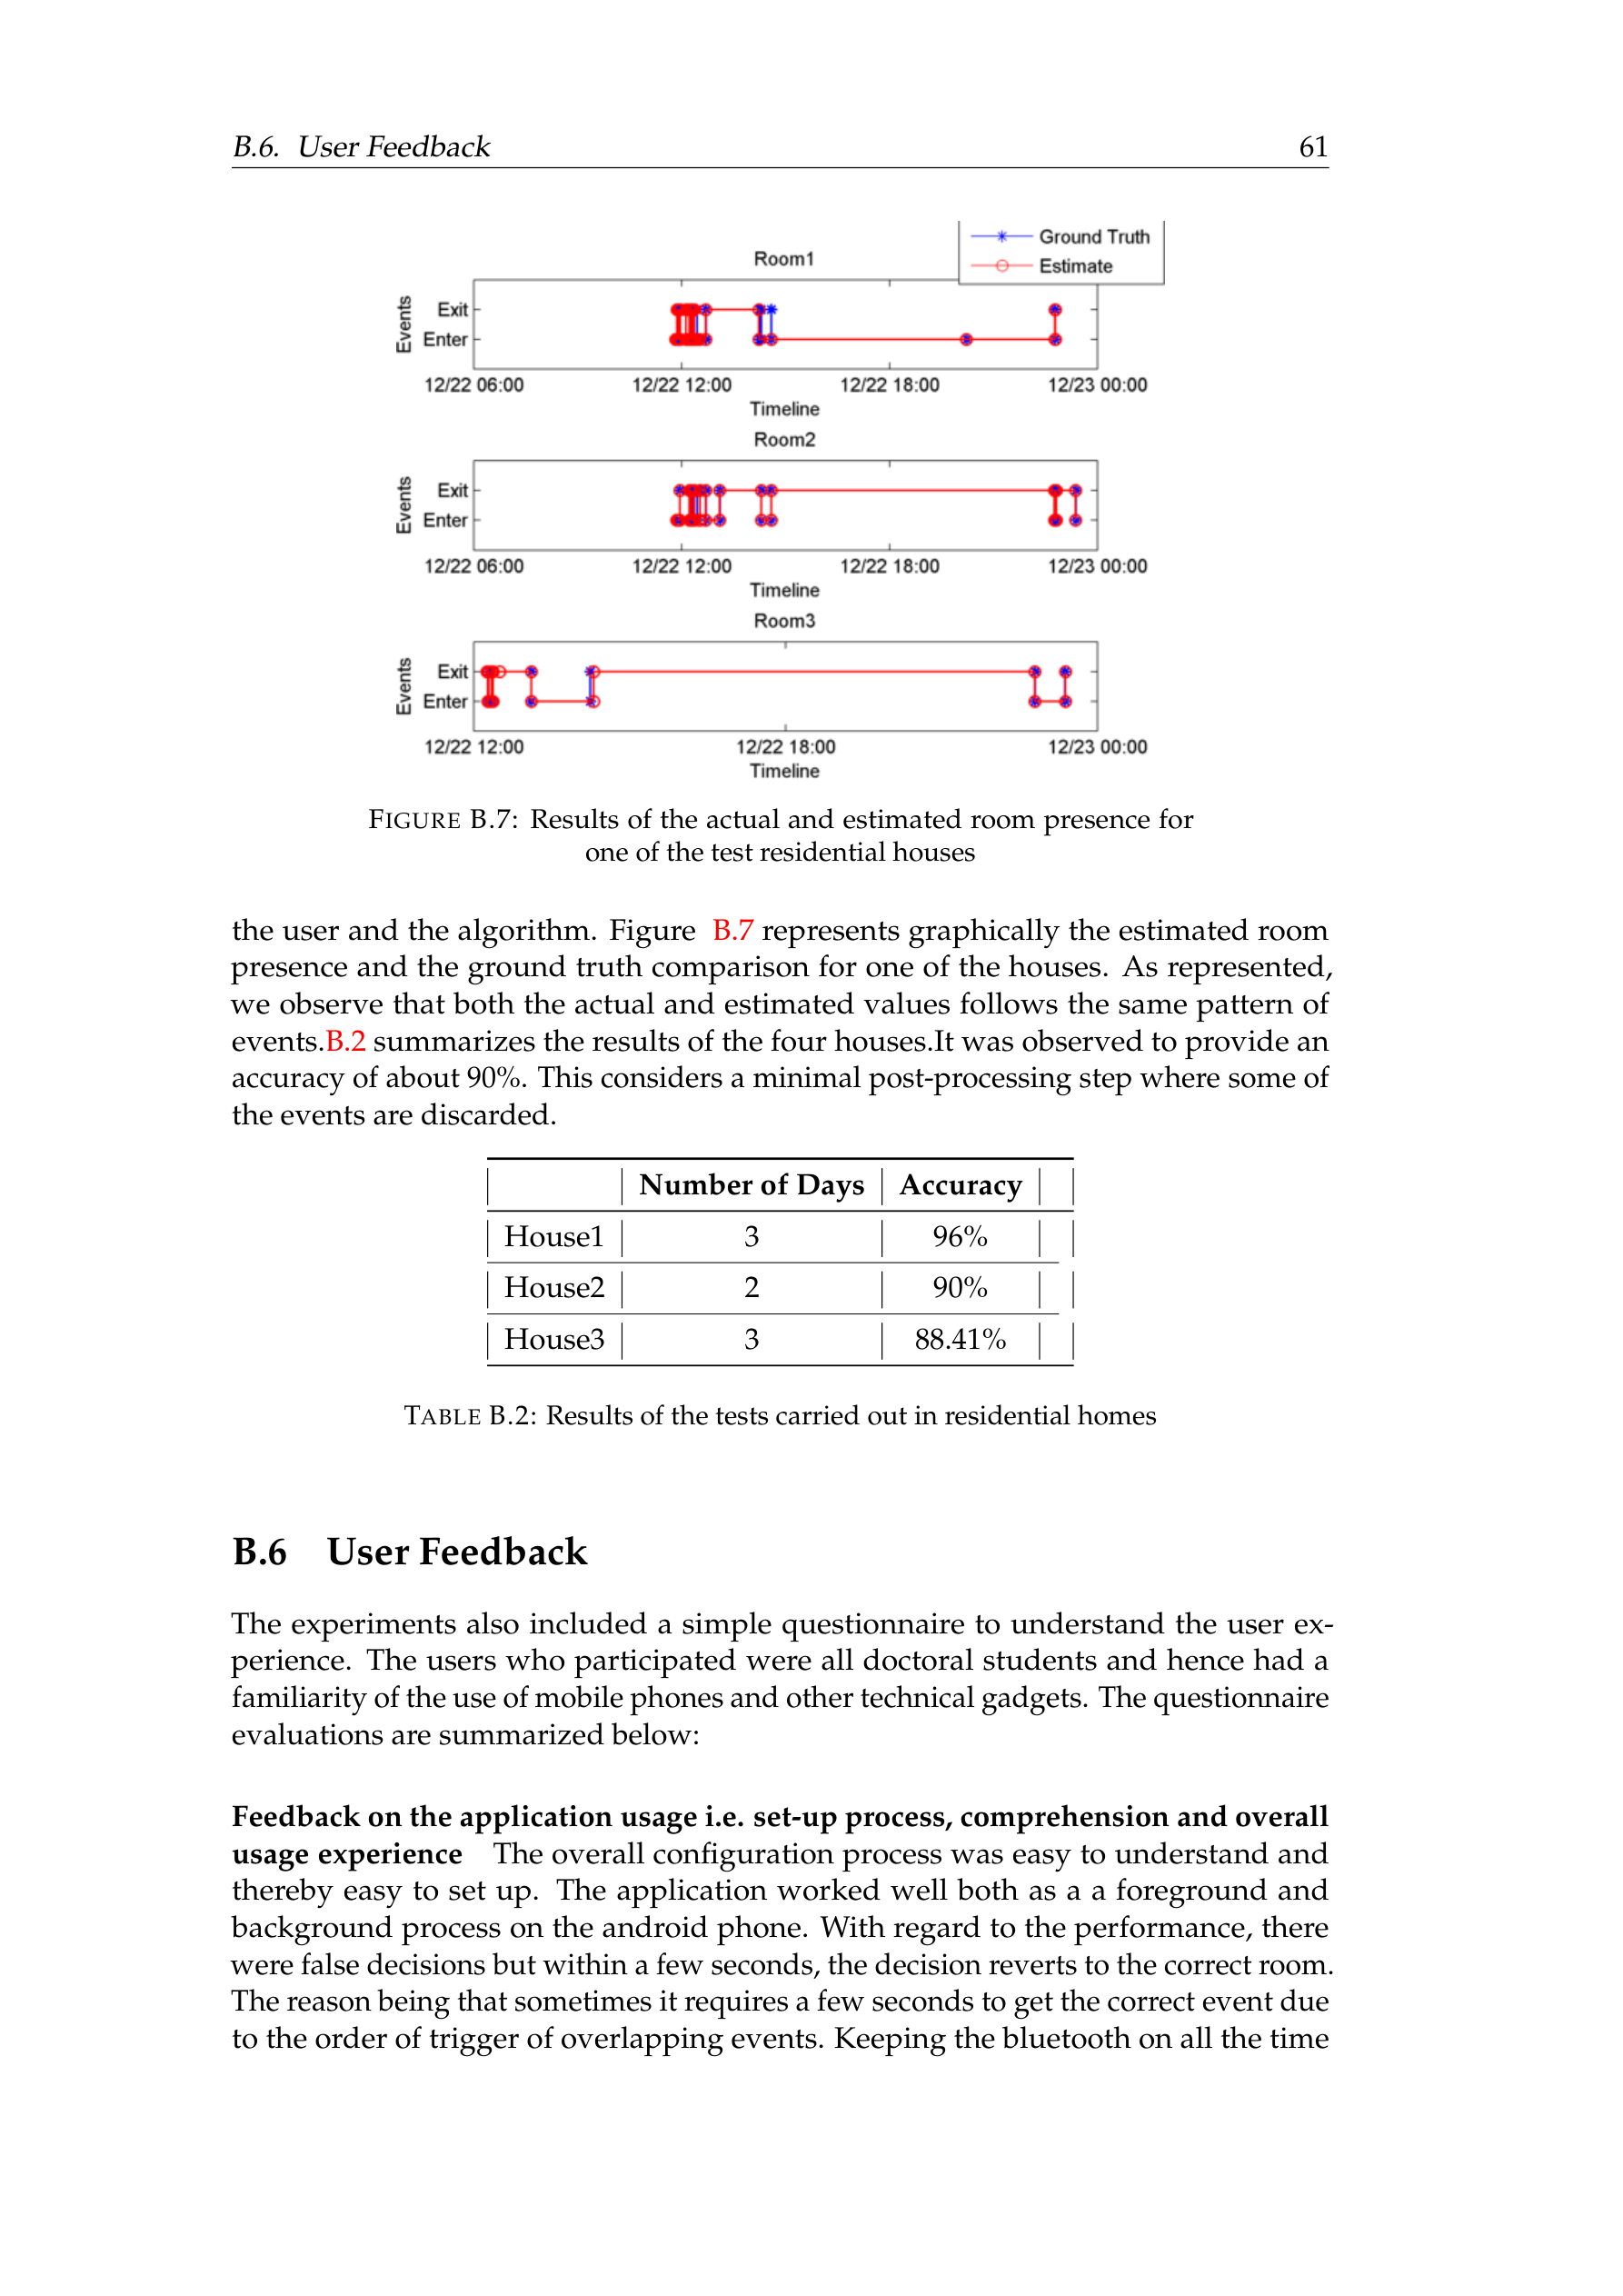 B.6. User Feedback 61
Ground Truth
Estimate
Room1
Events
Exit
Enter
12/22 06:00 12/22 12:00 12/22 18:00 12/23 00:00
Timeline
Room2
Events
Exit
Enter
12/22 06:00 12/22 12:00 12/22 18:00 12/23 00:00
Timeline
Room3
Events
Exit
Enter
12/22 12:00 12/22 18:00 12/23 00:00
Timeline
FIGURE B.7: Results of the actual and estimated room presence for
one of the test residential houses
the user and the algorithm. Figure B.7 represents graphically the estimated room
presence and the ground truth comparison for one of the houses. As represented,
we observe that both the actual and estimated values follows the same pattern of
events.B.2 summarizes the results of the four houses.It was observed to provide an
accuracy of about 90%. This considers a minimal post-processing step where some of
the events are discarded.
Number of Days Accuracy
House1 3 96%
House2 2 90%
House3 3 88.41%
TABLE B.2: Results of the tests carried out in residential homes
B.6 User Feedback
The experiments also included a simple questionnaire to understand the user ex-
perience. The users who participated were all doctoral students and hence had a
familiarity of the use of mobile phones and other technical gadgets. The questionnaire
evaluations are summarized below:
Feedback on the application usage i.e. set-up process, comprehension and overall
usage experience The overall configuration process was easy to understand and
thereby easy to set up. The application worked well both as a a foreground and
background process on the android phone. With regard to the performance, there
were false decisions but within a few seconds, the decision reverts to the correct room.
The reason being that sometimes it requires a few seconds to get the correct event due
to the order of trigger of overlapping events. Keeping the bluetooth on all the time